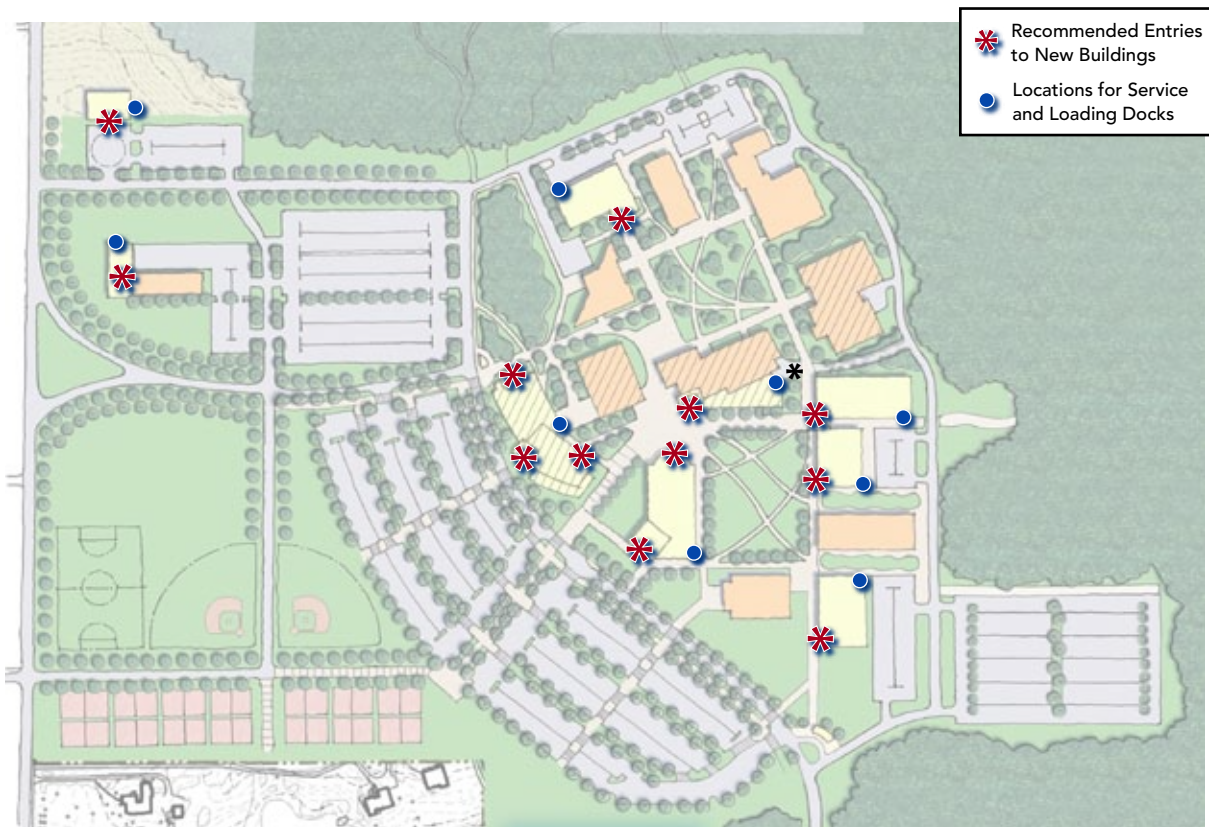 Recommended Entries
to New Buildings
Locations for Service
and Loading Docks